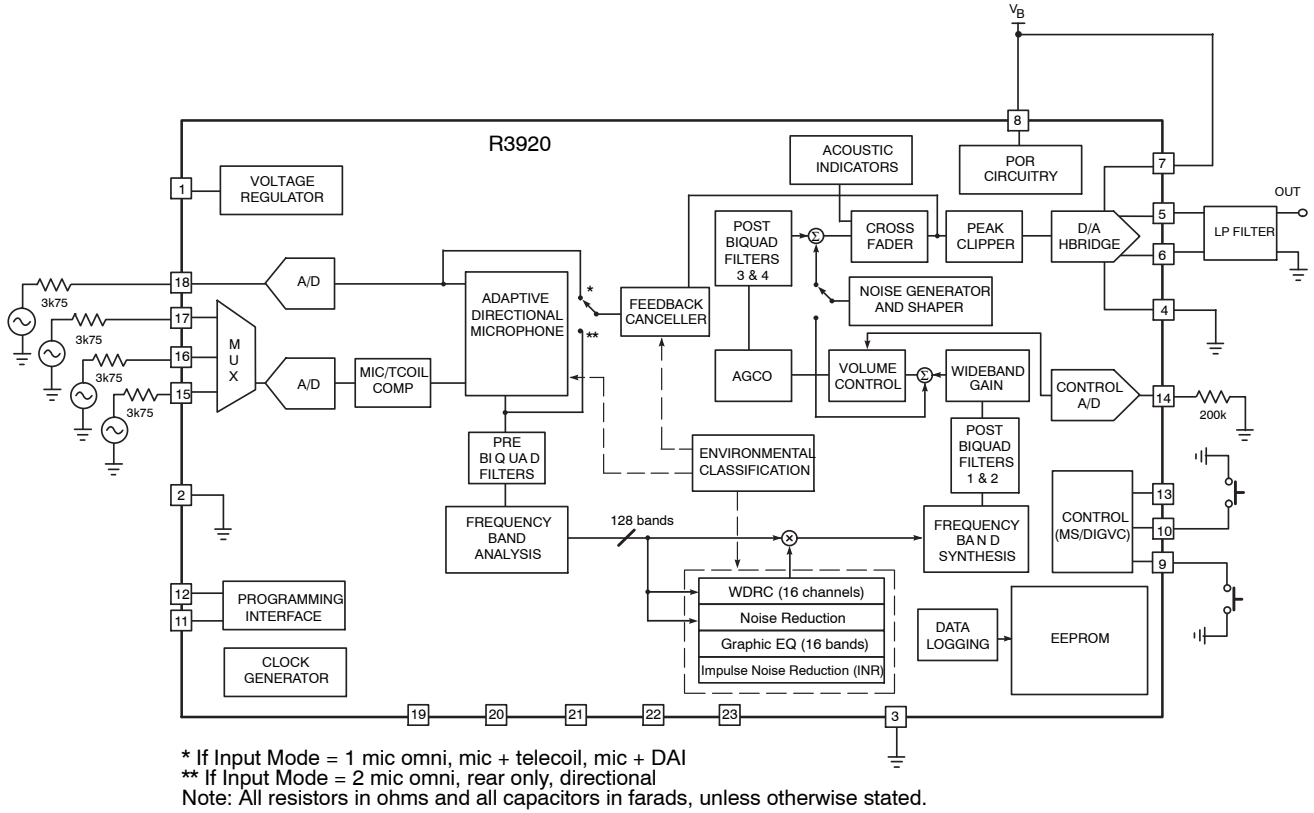 VB
8
R3920
ACOUSTIC
INDICATORS
POR
CIRCUITRY
7
1
VOLTAGE
REGULATOR
OUT
5
POST
BIQUAD
FILTERS
3 & 4
Σ
CROSS
FADER
PEAK
CLIPPER
D/A
HBRIDGE
LP FILTER
6
18
A/D
3k75
*
ADAPTIVE
DIRECTIONAL
MICROPHONE
FEEDBACK
CANCELLER
NOISE GENERATOR
AND SHAPER
4
17
3k75
**
M
U
X
16
3k75
A/D
MIC/TCOIL
COMP
AGCO
VOLUME
CONTROL
Σ
WIDEBAND
GAIN
CONTROL
A/D
14
200k
15
3k75
PRE
BI Q UA D
FILTERS
ENVIRONMENTAL
CLASSIFICATION
POST
BIQUAD
FILTERS
1 & 2
2
13
CONTROL
(MS/DIGVC)
10
FREQUENCY
BAND
ANALYSIS
128 bands
×
FREQUENCY
BA N D
SYNTHESIS
9
12
PROGRAMMING
INTERFACE
11
WDRC (16 channels)
Noise Reduction
Graphic EQ (16 bands)
Impulse Noise Reduction (INR)
DATA
LOGGING
EEPROM
CLOCK
GENERATOR
19
20
21
22
23
3
* If Input Mode = 1 mic omni, mic + telecoil, mic + DAI
** If Input Mode = 2 mic omni, rear only, directional
Note: All resistors in ohms and all capacitors in farads, unless otherwise stated.